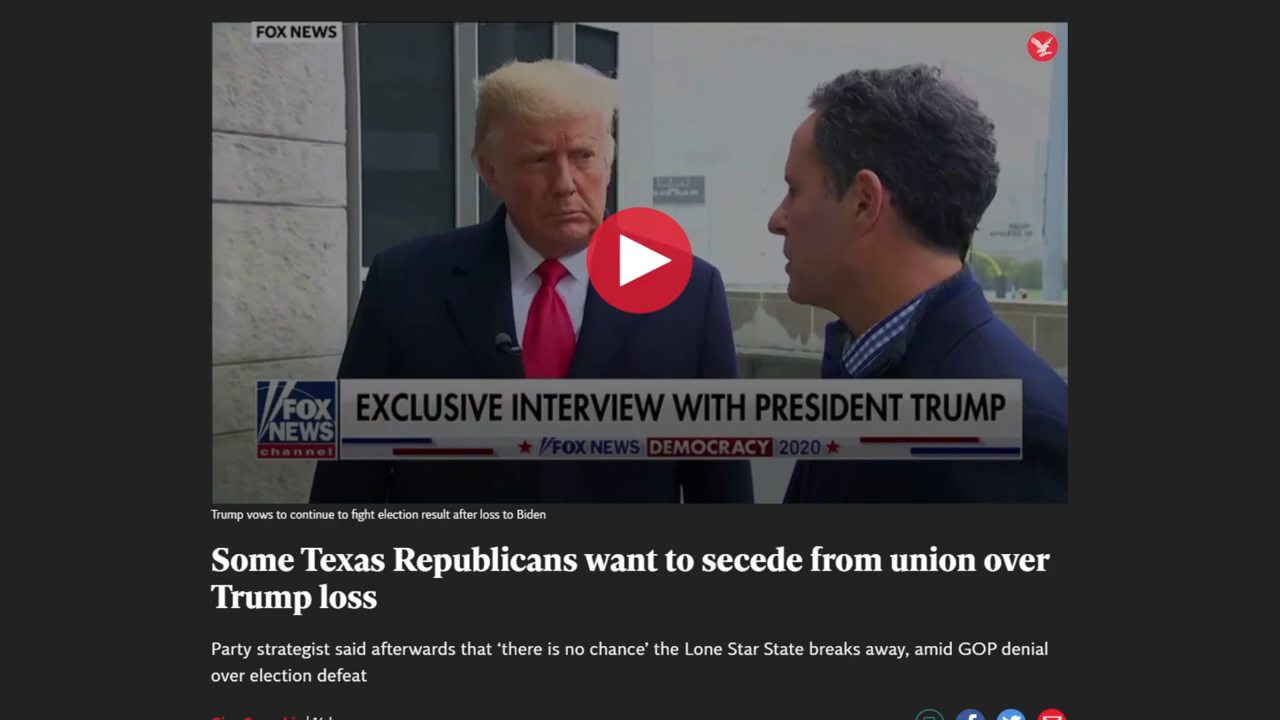 FOX NEWS
FOX
NEWS
channel
EXCLUSIVE INTERVIEW WITH PRESIDENT TRUMP
FOX NEWS DEMOCRACY 2020
Trump vows to continue to fight election result after loss to Biden
Some Texas Republicans want to secede from union over
Trump loss
Party strategist said afterwards that ‘there is no chance’ the Lone Star State breaks away, amid GOP denial
over election defeat